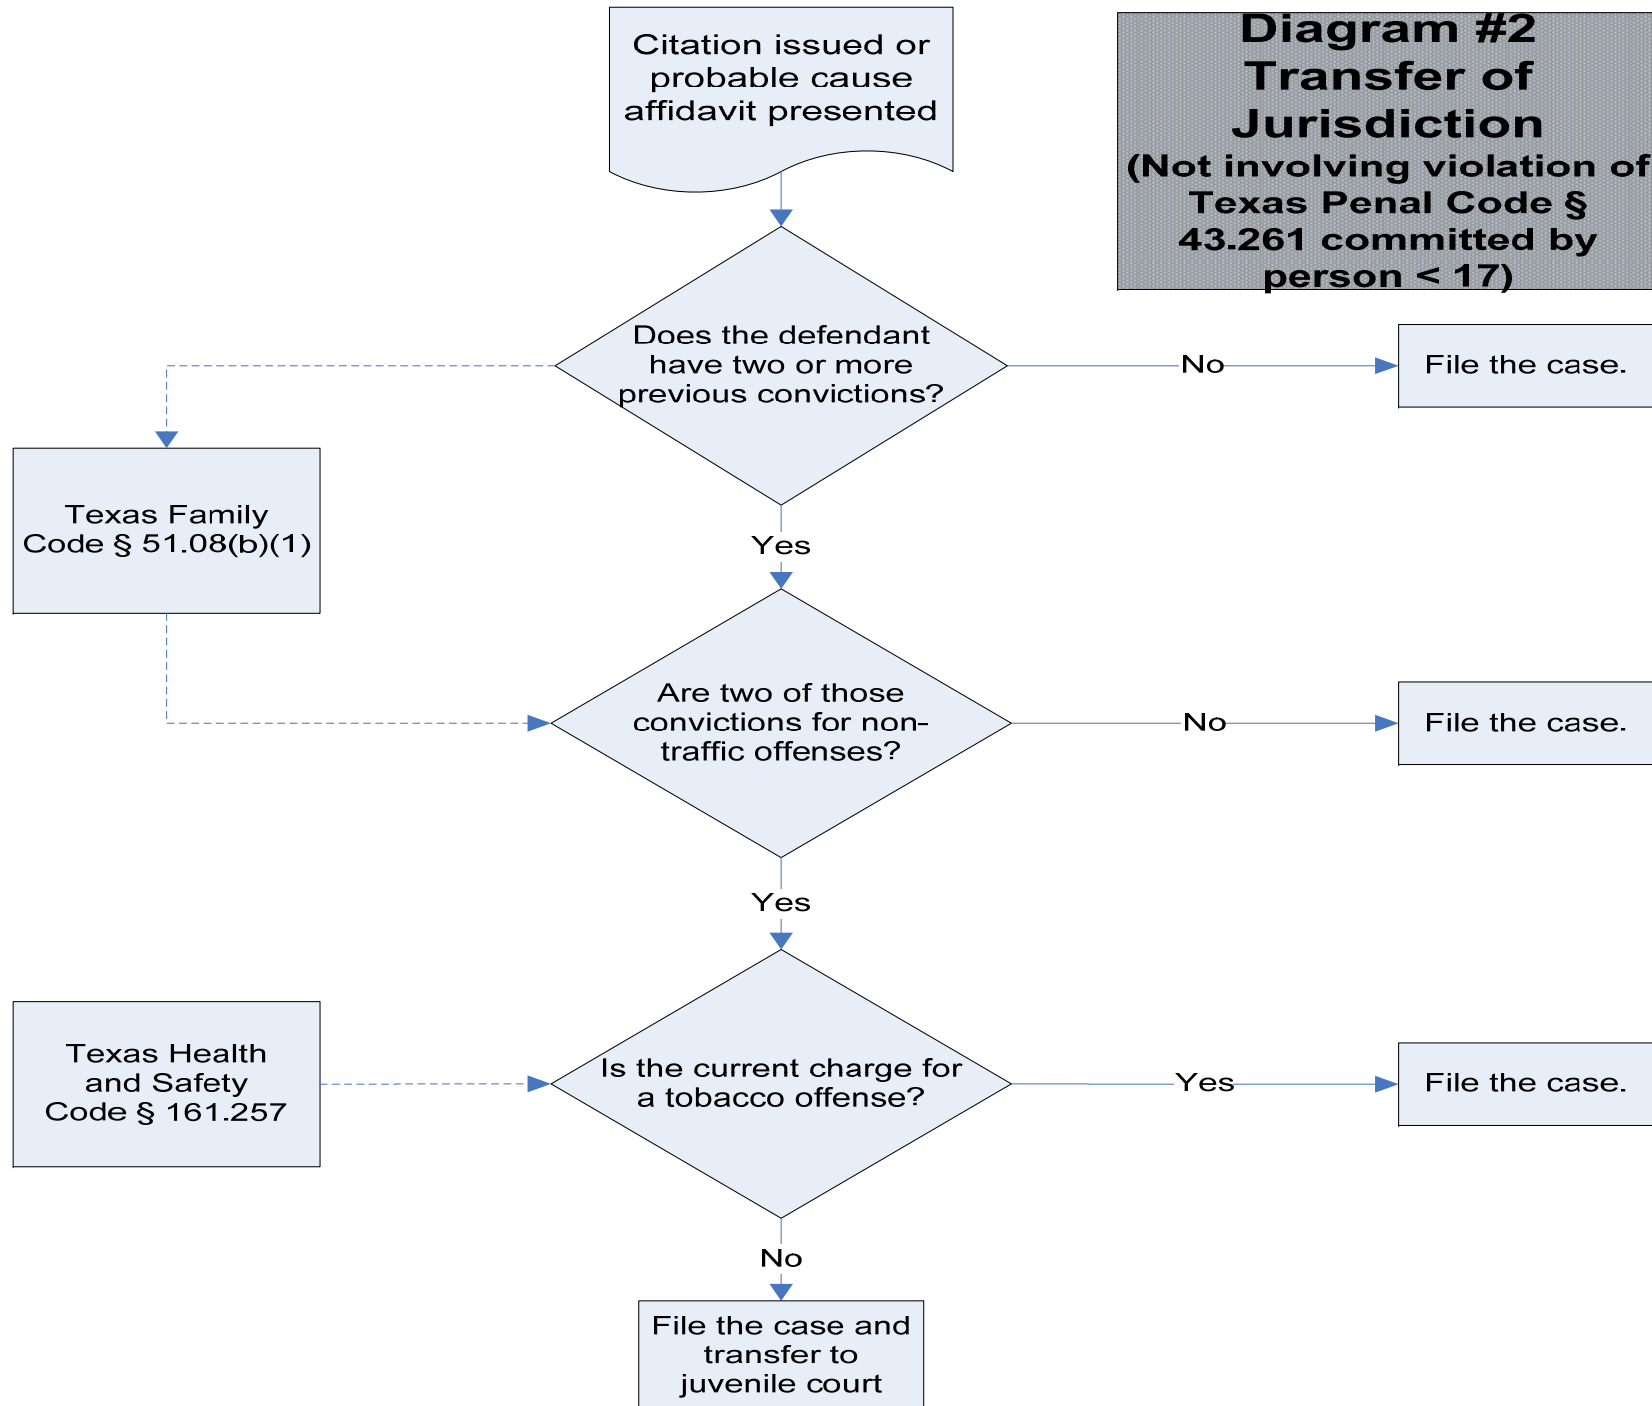 Citation issued or
probable cause
affidavit presented
Diagram #2
Transfer of
Jurisdiction
(Not involving violation of
Texas Penal Code §
43.261 committed by
person < 17)
Does the defendant
have two or more
previous convictions?
No
File the case.
Texas Family
Code § 51.08(b)(1)
Yes
Are two of those
convictions for non-
traffic offenses?
No
File the case.
Yes
Texas Health
and Safety
Code § 161.257
Is the current charge for
a tobacco offense?
Yes
File the case.
No
File the case and
transfer to
juvenile court